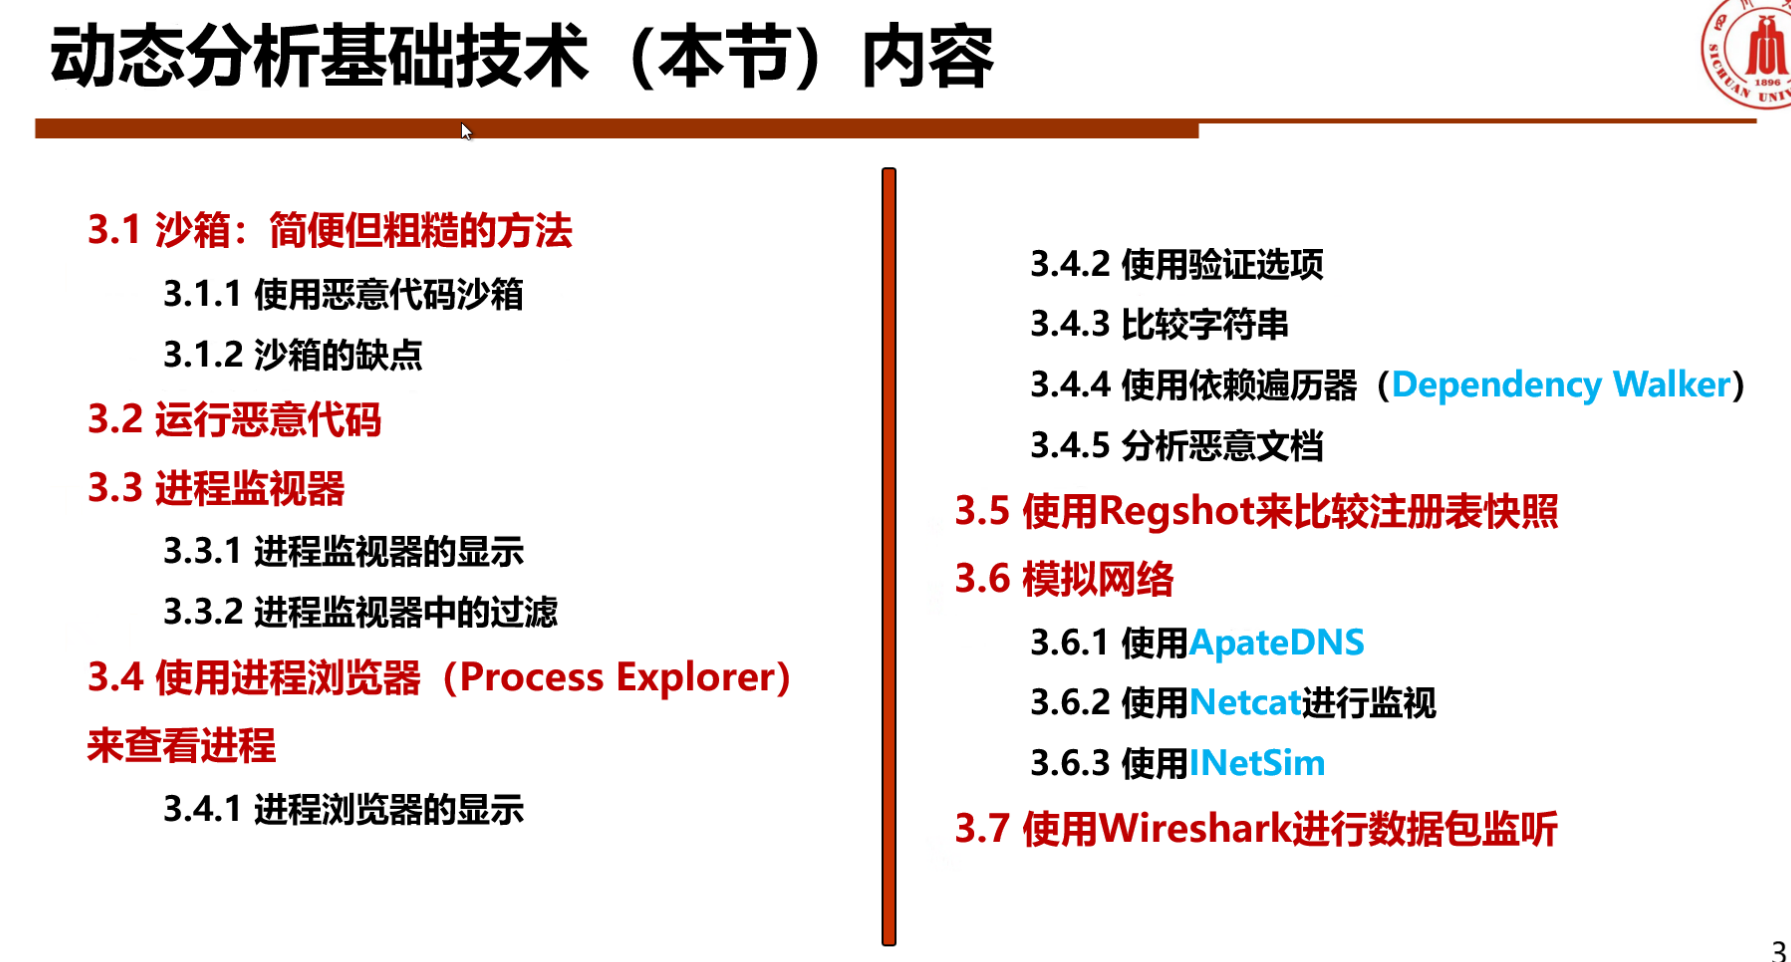 动态分析基础技术（本节）内容
3.1 沙箱：简便但粗糙的方法
3.1.1 使用恶意代码沙箱
3.1.2 沙箱的缺点
3.2 运行恶意代码
3.3 进程监视器
3.3.1 进程监视器的显示
3.3.2 进程监视器中的过滤
3.4 使用进程浏览器（Process Explorer）
来查看进程
3.4.1 进程浏览器的显示
3.4.2 使用验证选项
3.4.3 比较字符串
3.4.4 使用依赖遍历器（Dependency Walker）
3.4.5 分析恶意文档
3.5 使用Regshot来比较注册表快照
3.6 模拟网络
3.6.1 使用ApateDNS
3.6.2 使用Netcat进行监视
3.6.3 使用INetSim
3.7 使用Wireshark进行数据包监听
SICHUAN UNIV
1896
3